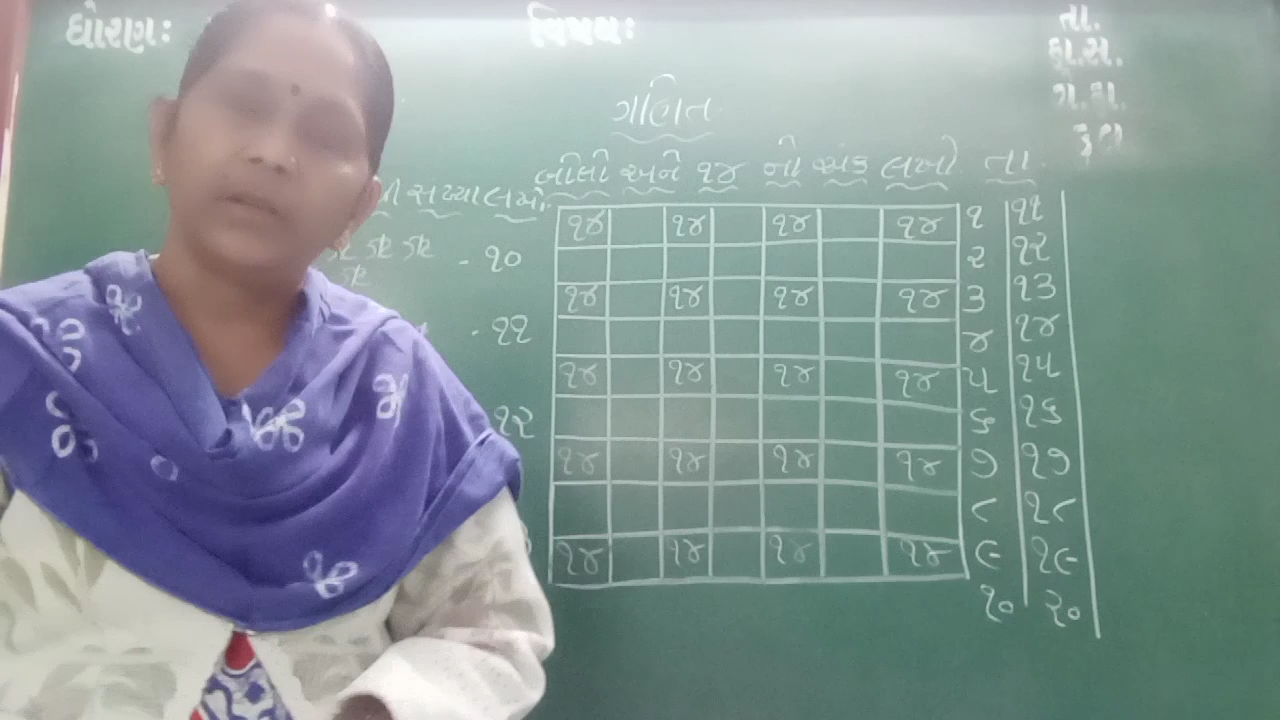 ધોરણઃ વિષયઃ તા.
કુ.સં.
ગે.હા.
કુલ
ગણિત
બોલો અને ૧૪ નો અંક લખો તા.
સંખ્યા લખો.
- ૧૦
- ૧૧
૧૨
૧૪ ૧૪ ૧૪ ૧૪ ૧ ૧૧
૨ ૧૨
૧૪ ૧૪ ૧૪ ૧૪ ૩ ૧૩
૪ ૧૪
૧૪ ૧૪ ૧૪ ૧૪ ૫ ૧૫
૬ ૧૬
૧૪ ૧૪ ૧૪ ૧૪ ૭ ૧૭
૮ ૧૮
૧૪ ૧૪ ૧૪ ૧૪ ૯ ૧૯
૧૦ ૨૦